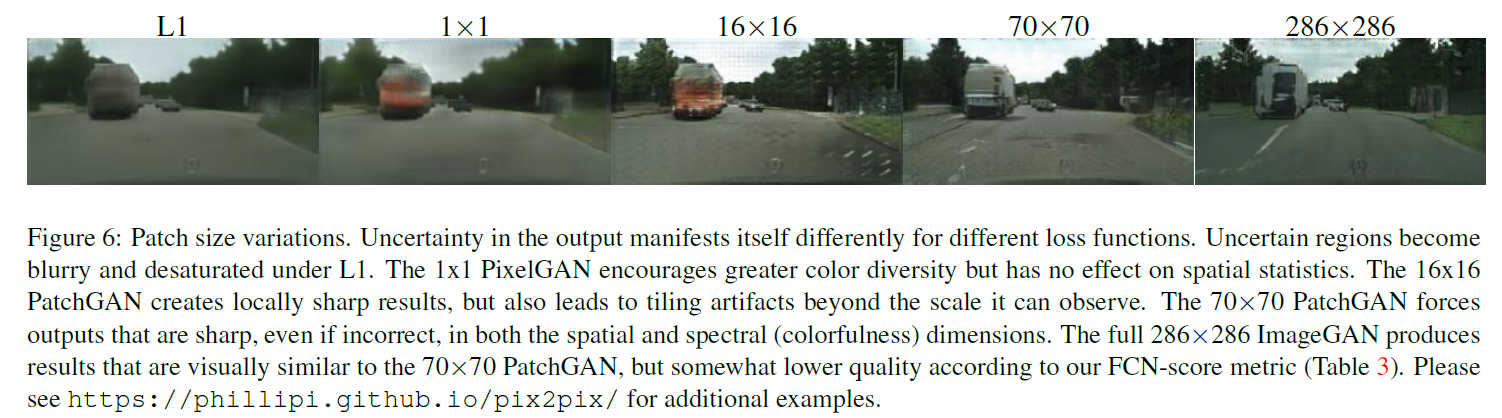 L1 1×1 16×16 70×70 286×286
Figure 6: Patch size variations. Uncertainty in the output manifests itself differently for different loss functions. Uncertain regions become
blurry and desaturated under L1. The 1x1 PixelGAN encourages greater color diversity but has no effect on spatial statistics. The 16x16
PatchGAN creates locally sharp results, but also leads to tiling artifacts beyond the scale it can observe. The 70×70 PatchGAN forces
outputs that are sharp, even if incorrect, in both the spatial and spectral (colorfulness) dimensions. The full 286×286 ImageGAN produces
results that are visually similar to the 70×70 PatchGAN, but somewhat lower quality according to our FCN-score metric (Table 3). Please
see https://phillipi.github.io/pix2pix/ for additional examples.